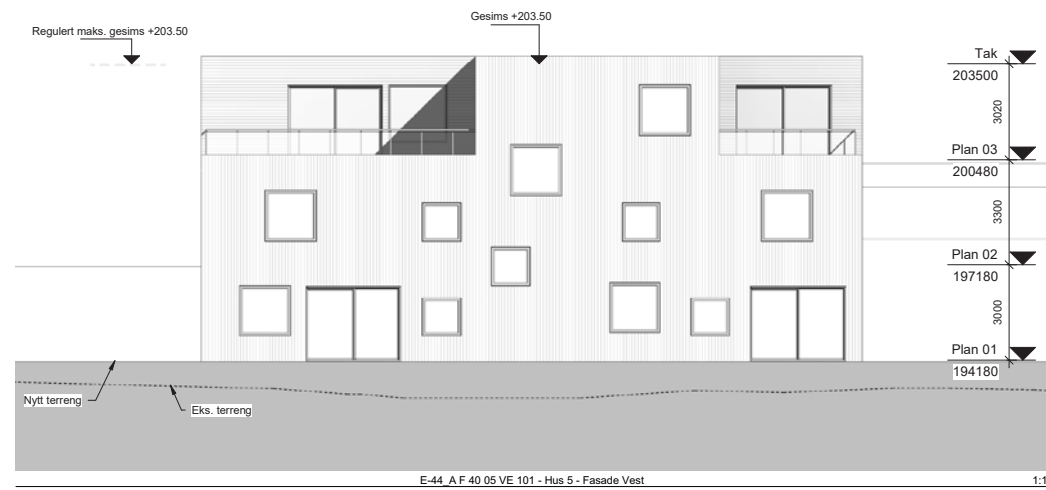 Gesims +203.50
Regulert maks. gesims +203.50
Tak
203500
3020
Plan 03
200480
3300
Plan 02
197180
3000
Plan 01
194180
Nytt terreng
Eks. terreng
E-44_A F 40 05 VE 101 - Hus 5 - Fasade Vest
1:1